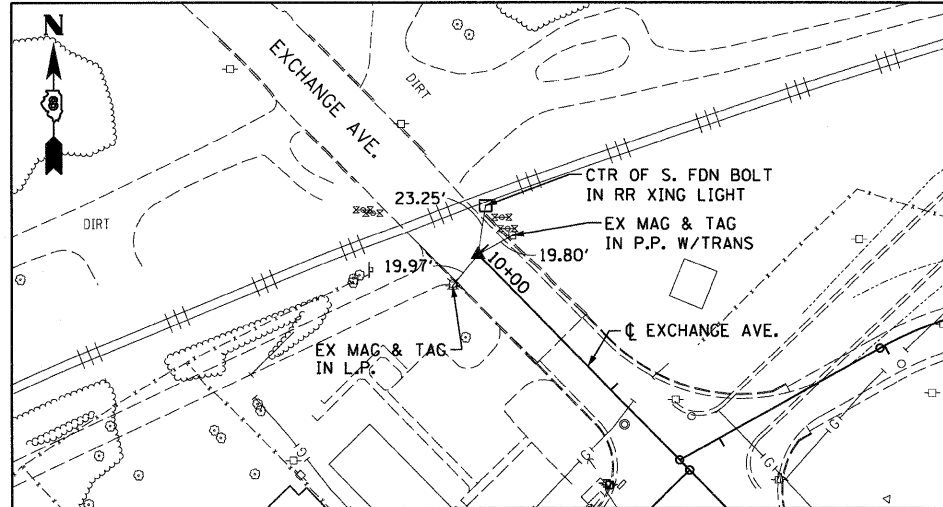 N
8
EXCHANGE AVE.
DIRT
CTR OF S. FDN BOLT
IN RR XING LIGHT
23.25'
EX MAG & TAG
IN P.P. W/TRANS
DIRT
19.80'
10+00
19.97'
℄ EXCHANGE AVE.
EX MAG & TAG
IN L.P.
G
G
G
G